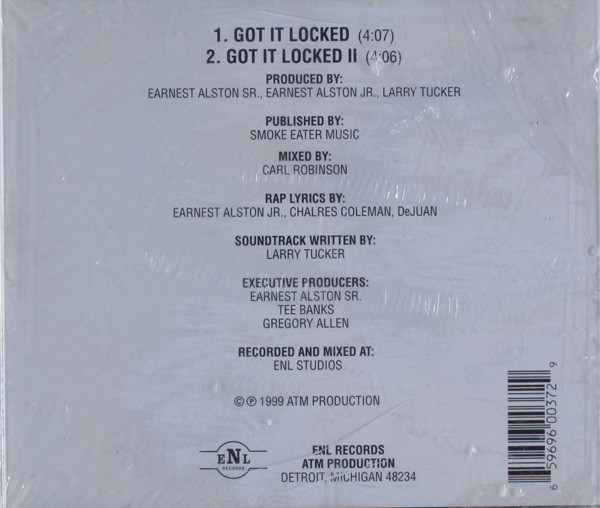 1. GOT IT LOCKED (4:07)
2. GOT IT LOCKED II (4:06)
PRODUCED BY:
EARNEST ALSTON SR., EARNEST ALSTON JR., LARRY TUCKER
PUBLISHED BY:
SMOKE EATER MUSIC
MIXED BY:
CARL ROBINSON
RAP LYRICS BY:
EARNEST ALSTON JR., CHALRES COLEMAN, DeJUAN
SOUNDTRACK WRITTEN BY:
LARRY TUCKER
EXECUTIVE PRODUCERS:
EARNEST ALSTON SR.
TEE BANKS
GREGORY ALLEN
RECORDED AND MIXED AT:
ENL STUDIOS
©℗ 1999 ATM PRODUCTION
ENL
RECORDS
ENL RECORDS
ATM PRODUCTION
DETROIT, MICHIGAN 48234
6 59696 00372 9